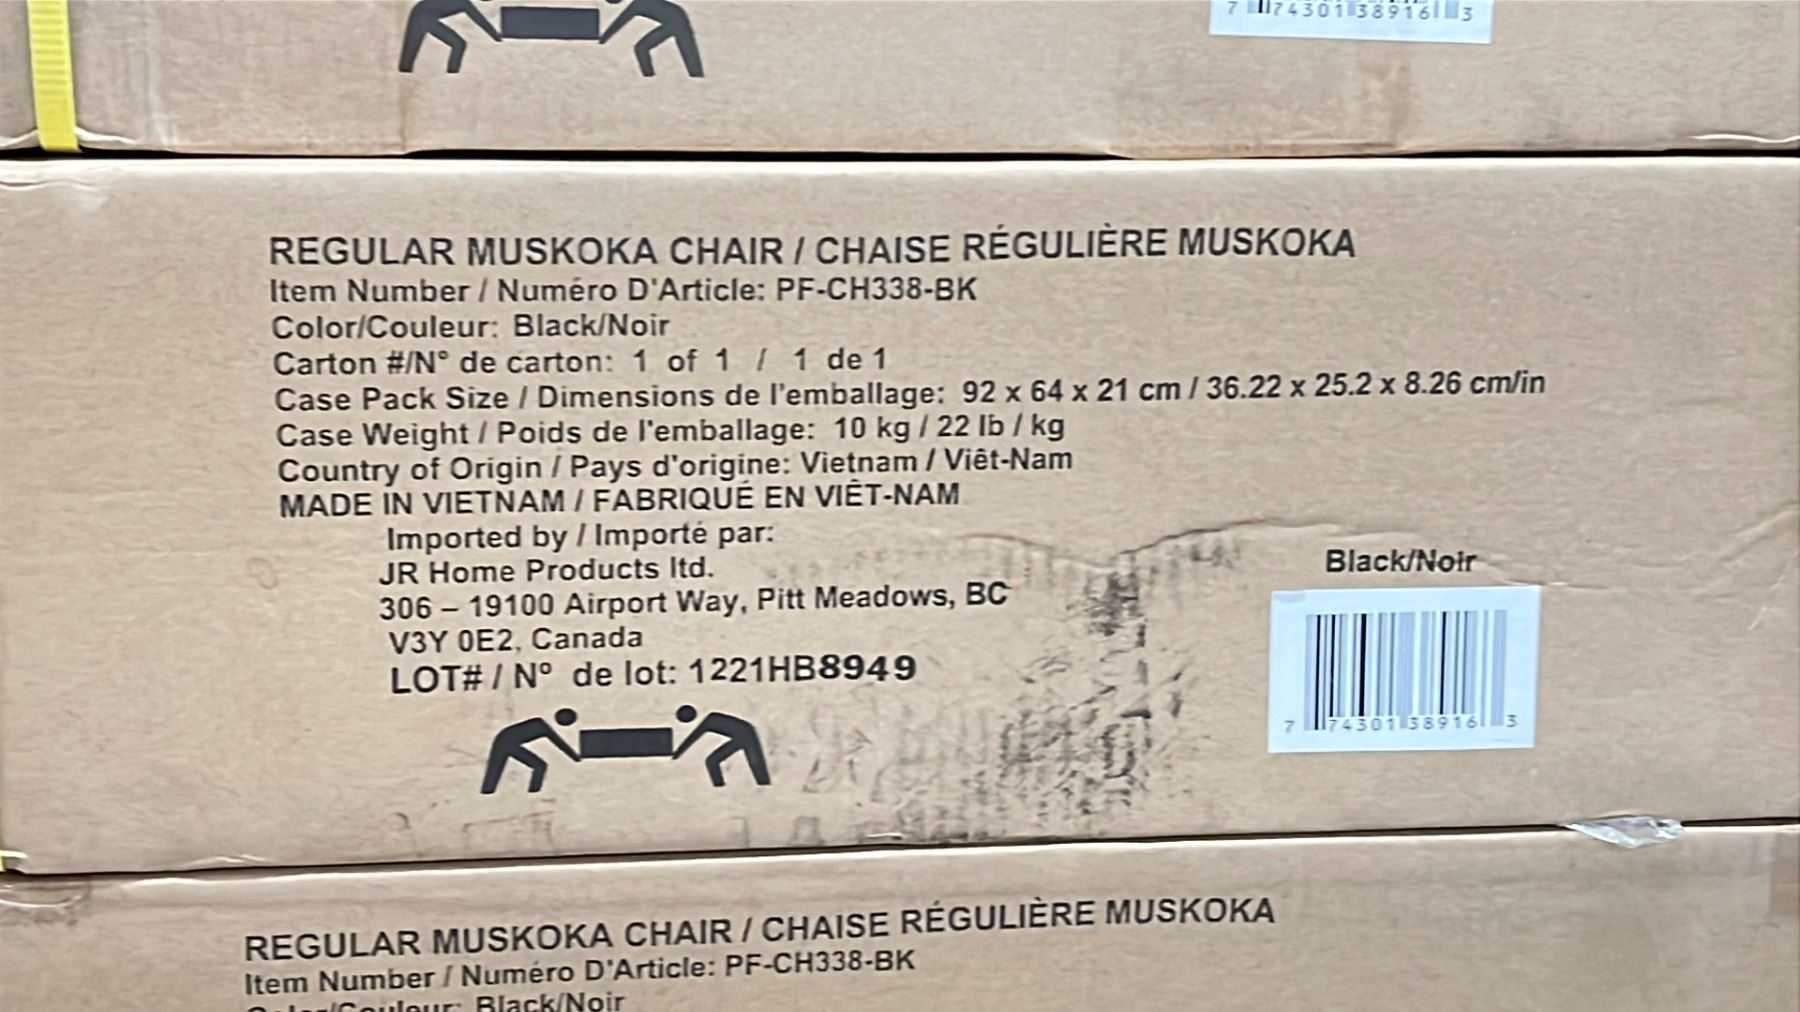 7 74301 38916 3
REGULAR MUSKOKA CHAIR / CHAISE RÉGULIÈRE MUSKOKA
Item Number / Numéro D'Article: PF-CH338-BK
Color/Couleur: Black/Noir
Carton #/N° de carton: 1 of 1 / 1 de 1
Case Pack Size / Dimensions de l'emballage: 92 x 64 x 21 cm / 36.22 x 25.2 x 8.26 cm/in
Case Weight / Poids de l'emballage: 10 kg / 22 lb / kg
Country of Origin / Pays d'origine: Vietnam / Viêt-Nam
MADE IN VIETNAM / FABRIQUÉ EN VIÊT-NAM
Imported by / Importé par:
JR Home Products ltd.
306 – 19100 Airport Way, Pitt Meadows, BC
V3Y 0E2, Canada
LOT# / N° de lot: 1221HB8949
Black/Noir
7 74301 38916 3
REGULAR MUSKOKA CHAIR / CHAISE RÉGULIÈRE MUSKOKA
Item Number / Numéro D'Article: PF-CH338-BK
Color/Couleur: Black/Noir